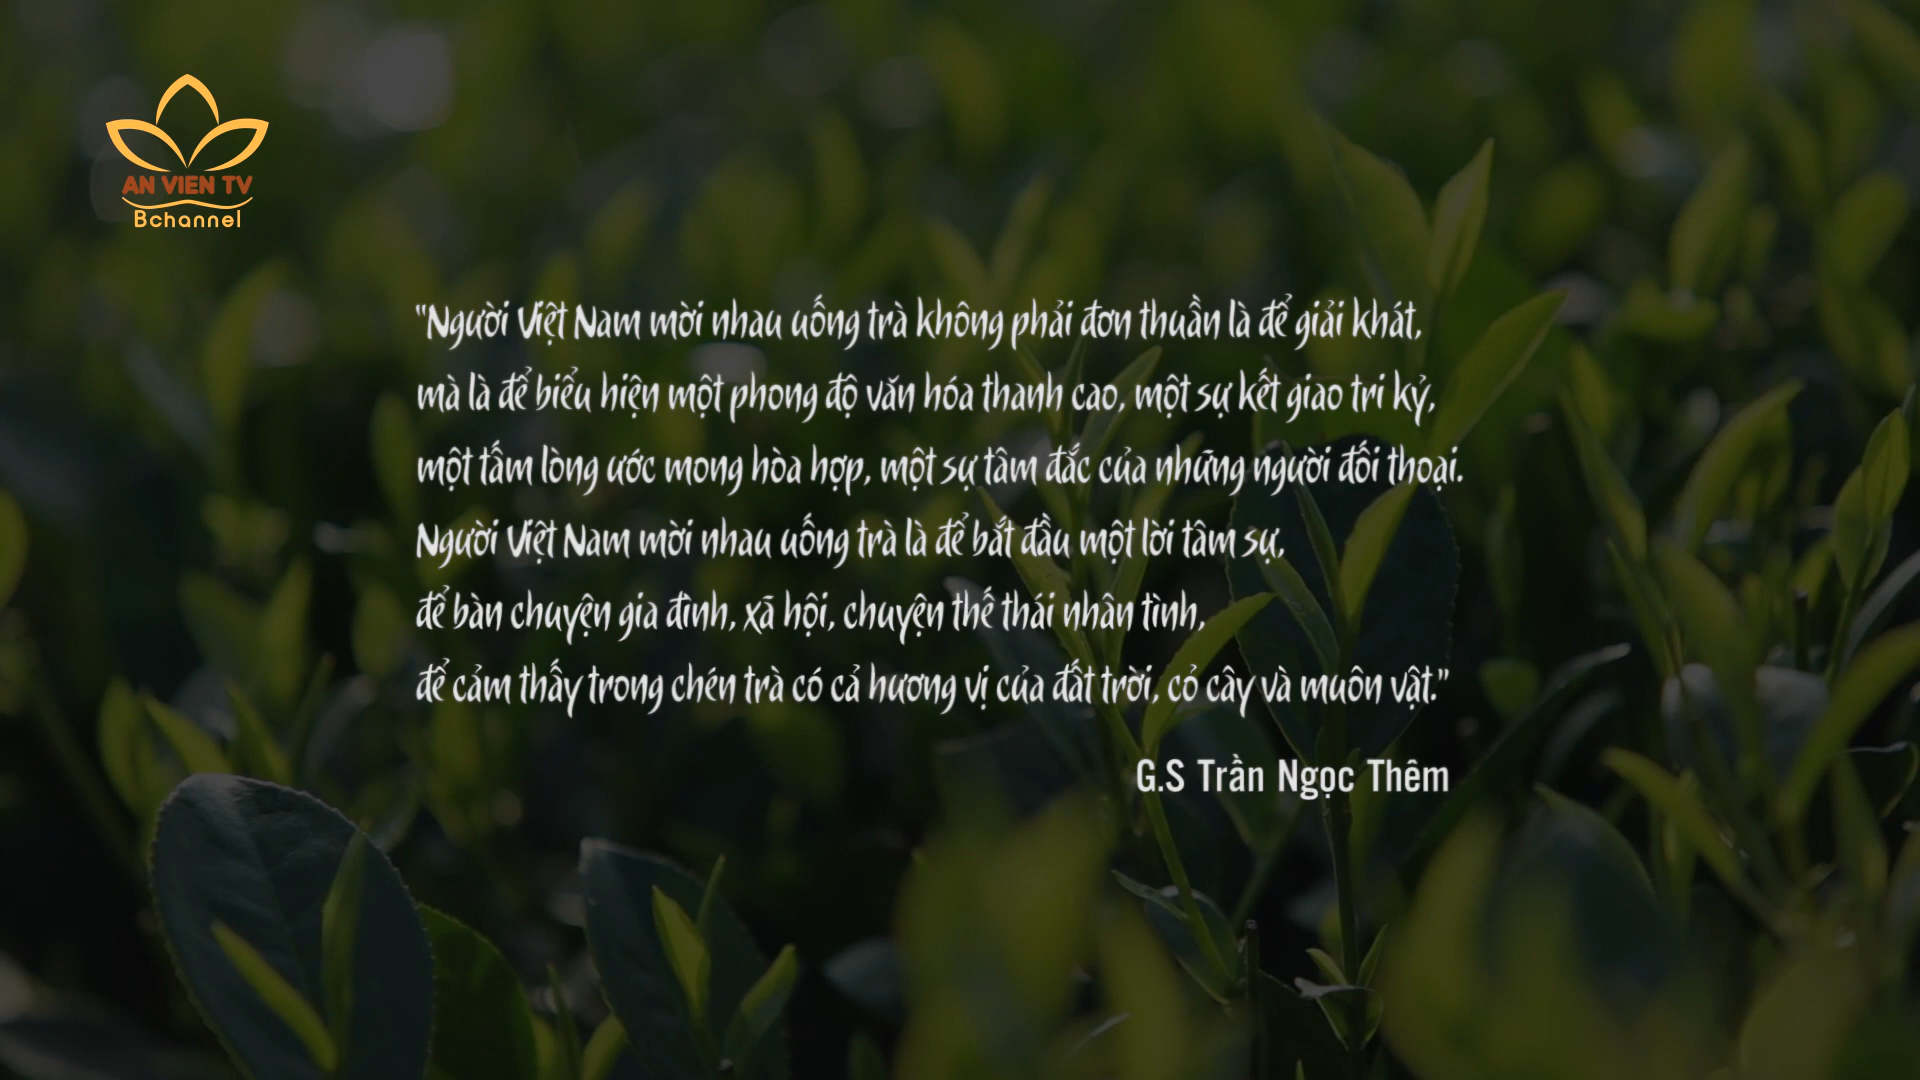 AN VIEN TV
Bchannel
“Người Việt Nam mời nhau uống trà không phải đơn thuần là để giải khát,
mà là để biểu hiện một phong độ văn hóa thanh cao, một sự kết giao tri kỷ,
một tấm lòng ước mong hòa hợp, một sự tâm đắc của những người đối thoại.
Người Việt Nam mời nhau uống trà là để bắt đầu một lời tâm sự,
để bàn chuyện gia đình, xã hội, chuyện thế thái nhân tình,
để cảm thấy trong chén trà có cả hương vị của đất trời, cỏ cây và muôn vật.”
G.S Trần Ngọc Thêm